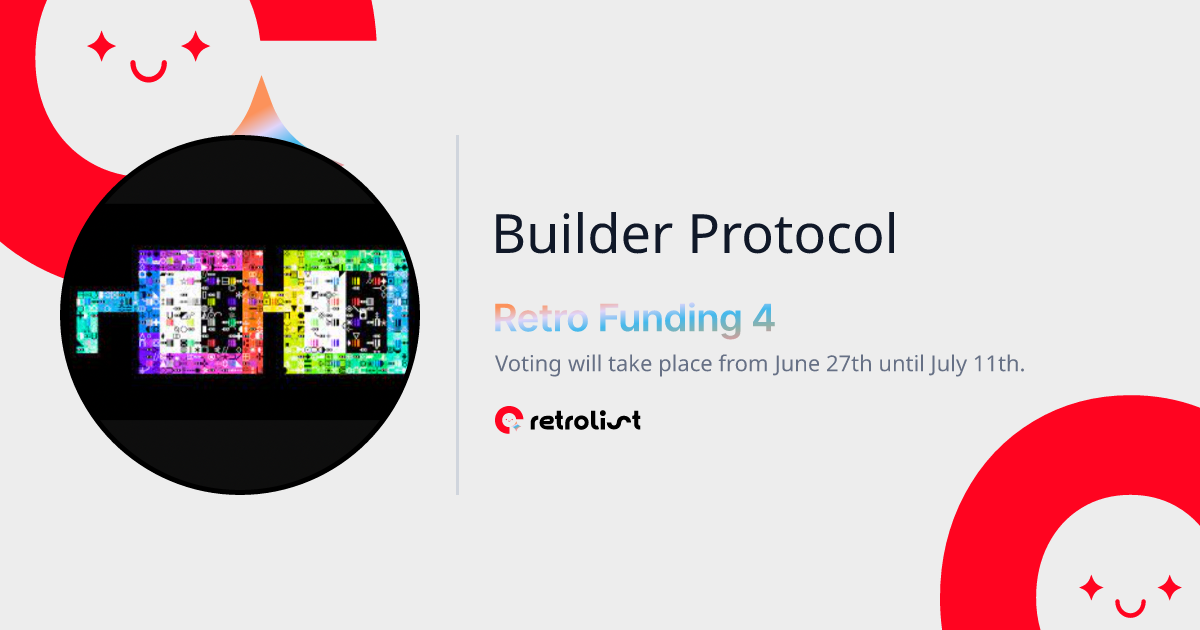 Builder Protocol
Retro Funding 4
Voting will take place from June 27th until July 11th.
retrolist